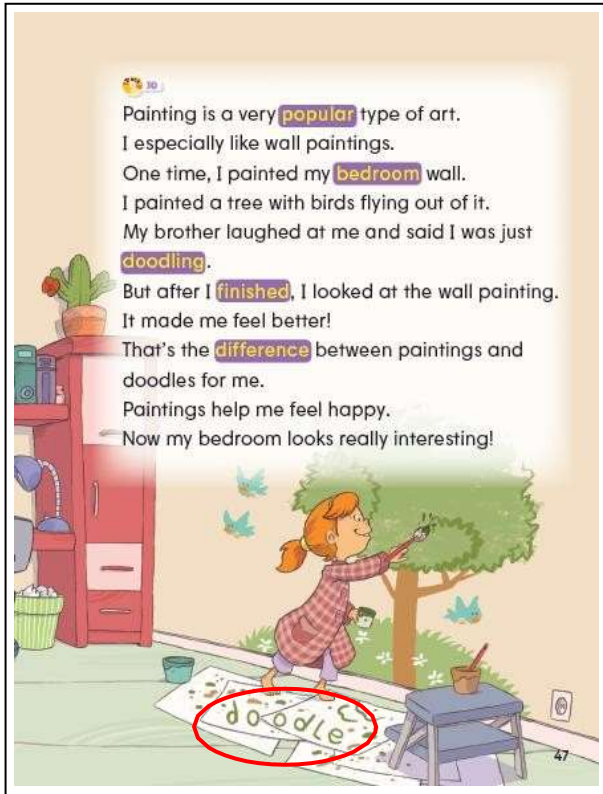 30
Painting is a very popular type of art.
I especially like wall paintings.
One time, I painted my bedroom wall.
I painted a tree with birds flying out of it.
My brother laughed at me and said I was just
doodling.
But after I finished, I looked at the wall painting.
It made me feel better!
That's the difference between paintings and
doodles for me.
Paintings help me feel happy.
Now my bedroom looks really interesting!
doodle
47